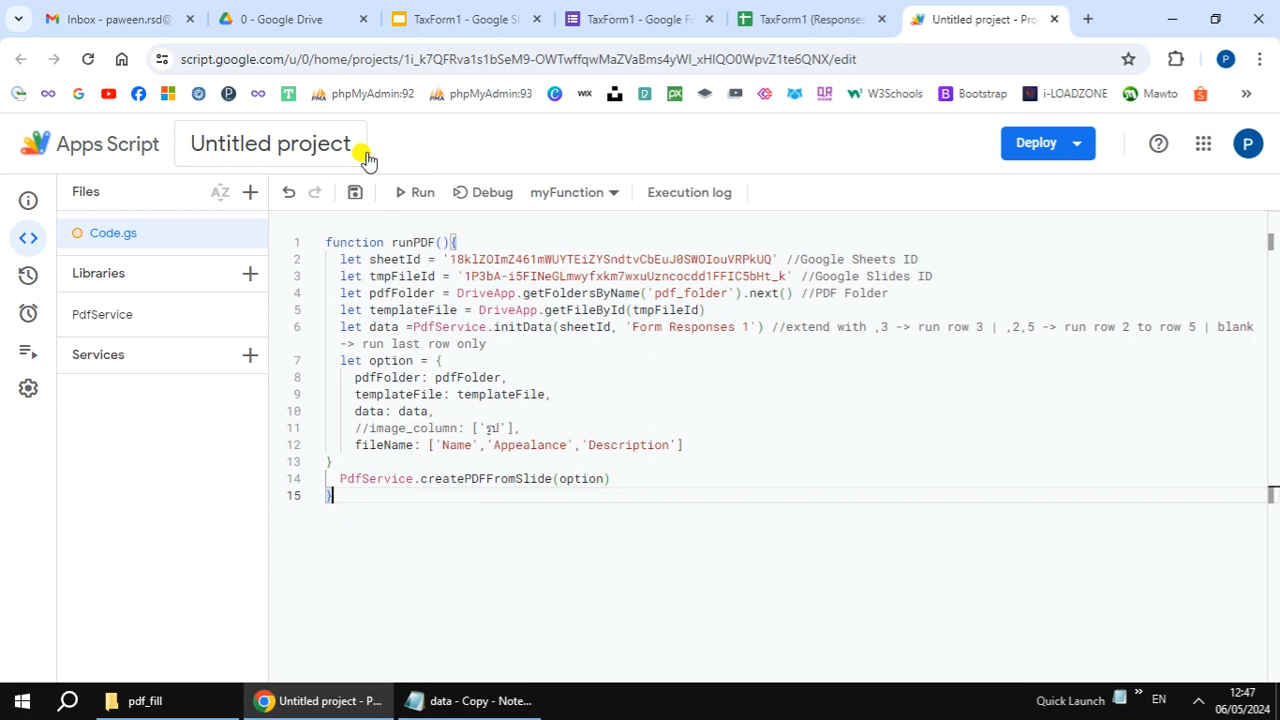 Inbox - paween.rsd@
0 - Google Drive
TaxForm1 - Google Sl
TaxForm1 - Google Fo
TaxForm1 (Responses
Untitled project - Pro
script.google.com/u/0/home/projects/1i_k7QFRva1s1bSeM9-OWTwffqwMaZVaBms4yWI_xHIQO0WpvZ1te6QNX/edit
P
phpMyAdmin:92
phpMyAdmin:93
WIX
W3Schools
Bootstrap
i-LOADZONE
Mawto
Apps Script
Untitled project
Deploy
P
Files
AZ
Run
Debug
myFunction
Execution log
Code.gs
Libraries
PdfService
Services
1 function runPDF(){
2 let sheetId = '18klZOImZ461mWUYTEiZYSndtvCbEuJ0SWOIouVRPkUQ' //Google Sheets ID
3 let tmpFileId = '1P3bA-i5FINeGLmwyfxkm7wxuUzncocdd1FFIC5bHt_k' //Google Slides ID
4 let pdfFolder = DriveApp.getFoldersByName('pdf_folder').next() //PDF Folder
5 let templateFile = DriveApp.getFileById(tmpFileId)
6 let data =PdfService.initData(sheetId, 'Form Responses 1') //extend with ,3 -> run row 3 | ,2,5 -> run row 2 to row 5 | blank
-> run last row only
7 let option = {
8 pdfFolder: pdfFolder,
9 templateFile: templateFile,
10 data: data,
11 //image_column: ['รูป'],
12 fileName: ['Name','Appealance','Description']
13 }
14 PdfService.createPDFFromSlide(option)
15 }
pdf_fill
Untitled project - P...
data - Copy - Note...
Quick Launch
EN
12:47
06/05/2024